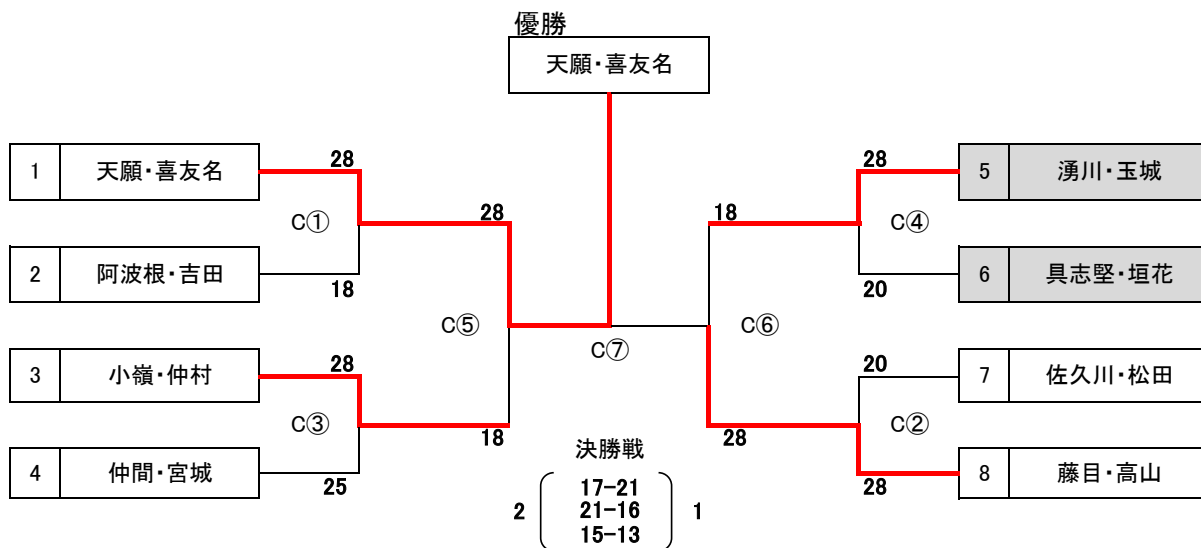 優勝
天願・喜友名
1 天願・喜友名 28
28 5 湧川・玉城
C①
28
18
C④
2 阿波根・吉田 18
20 6 具志堅・垣花
C⑤
C⑥
C⑦
3 小嶺・仲村 28
20 7 佐久川・松田
C③
18
28
C②
4 仲間・宮城 25
28 8 藤目・高山
決勝戦
17-21
2 21-16 1
15-13